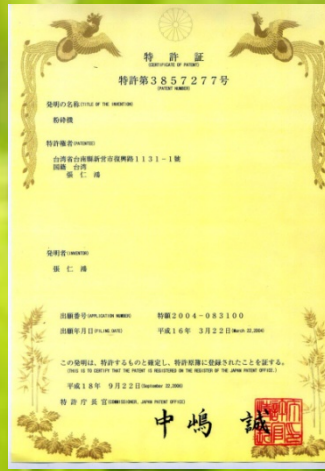 特許証
(CERTIFICATE OF PATENT)
特許第3857277号
(PATENT NUMBER)
発明の名称(TITLE OF THE INVENTION)
粉砕機
特許権者(PATENTEE)
台湾省台南縣新営市復興路1131-1號
国籍 台湾
張 仁 鴻
発明者(INVENTOR)
張 仁 鴻
出願番号(APPLICATION NUMBER) 特願2004-083100
出願年月日(FILING DATE) 平成16年 3月22日(March 22,2004)
この発明は、特許するものと確定し、特許原簿に登録されたことを証する。
(THIS IS TO CERTIFY THAT THE PATENT IS REGISTERED ON THE REGISTER OF THE JAPAN PATENT OFFICE.)
平成18年 9月22日(September 22,2006)
特許庁長官(COMMISSIONER, JAPAN PATENT OFFICE)
中嶋 誠